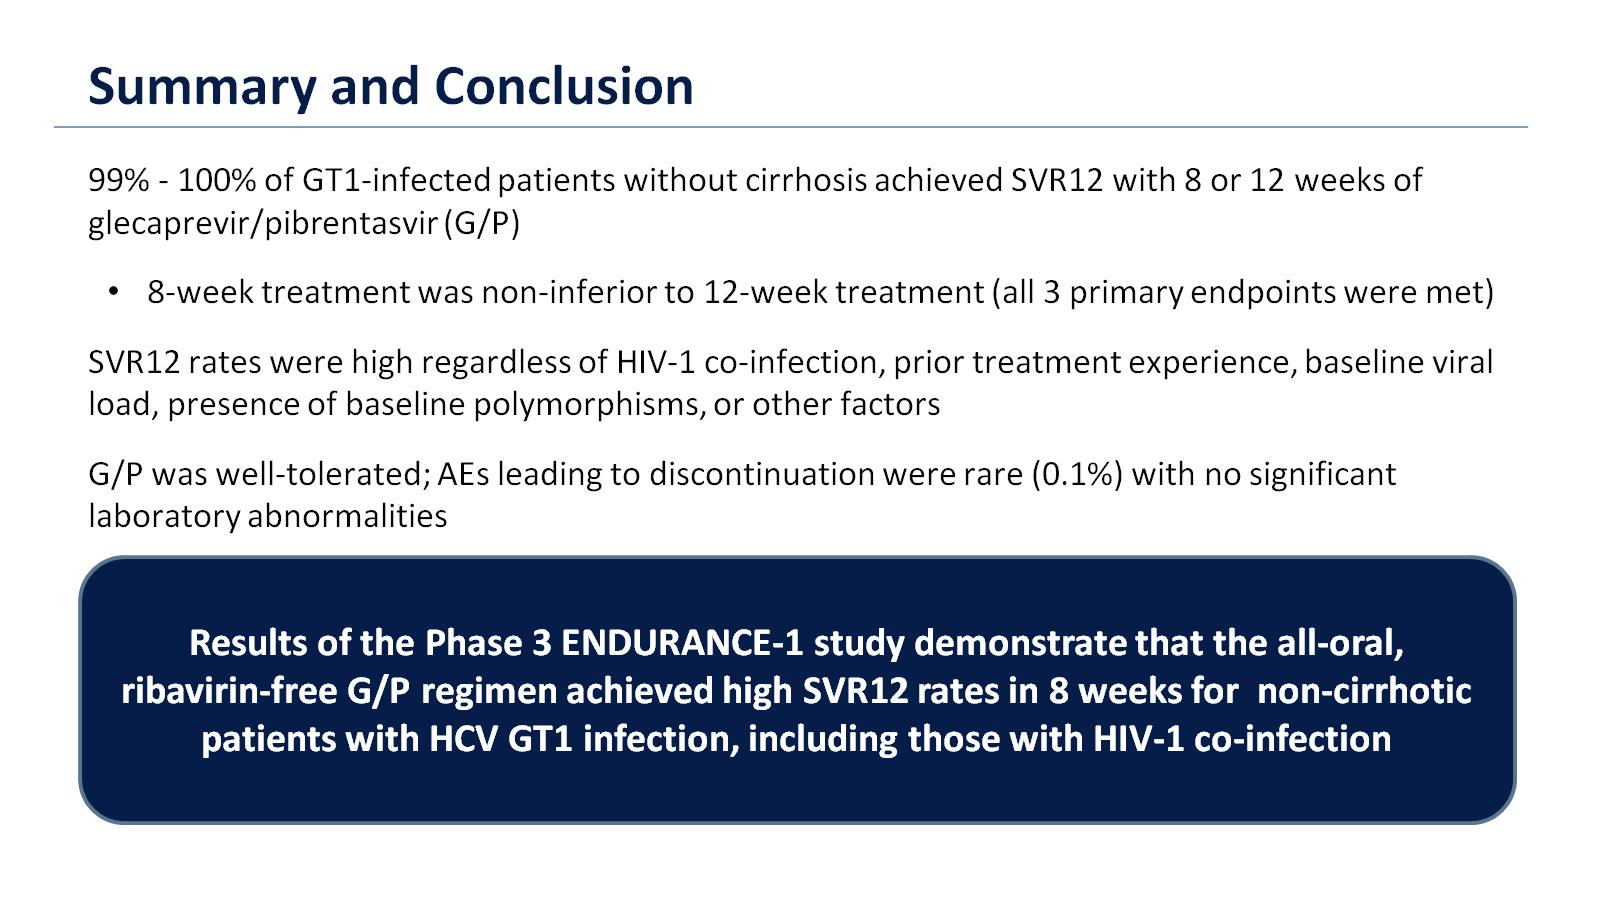 Summary and Conclusion
99% - 100% of GT1-infected patients without cirrhosis achieved SVR12 with 8 or 12 weeks of
glecaprevir/pibrentasvir (G/P)
• 8-week treatment was non-inferior to 12-week treatment (all 3 primary endpoints were met)
SVR12 rates were high regardless of HIV-1 co-infection, prior treatment experience, baseline viral
load, presence of baseline polymorphisms, or other factors
G/P was well-tolerated; AEs leading to discontinuation were rare (0.1%) with no significant
laboratory abnormalities
Results of the Phase 3 ENDURANCE-1 study demonstrate that the all-oral,
ribavirin-free G/P regimen achieved high SVR12 rates in 8 weeks for  non-cirrhotic
patients with HCV GT1 infection, including those with HIV-1 co-infection